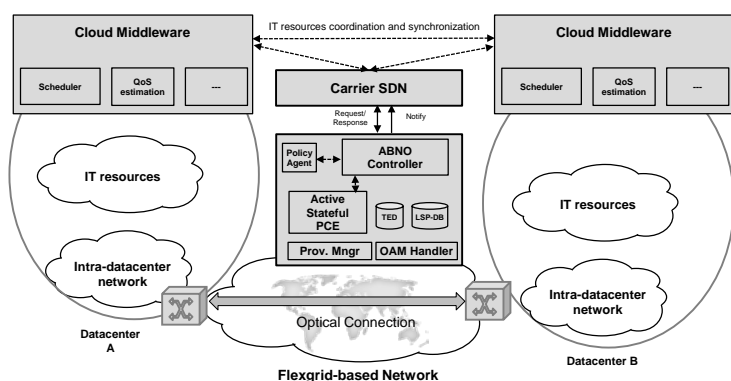 Cloud Middleware
IT resources coordination and synchronization
Cloud Middleware
Scheduler
QoS
estimation
---
Carrier SDN
Scheduler
QoS
estimation
---
Request/
Response
Notify
Policy
Agent
ABNO
Controller
IT resources
Active
Stateful
PCE
TED
LSP-DB
IT resources
Prov. Mngr
OAM Handler
Intra-datacenter
network
Intra-datacenter
network
Optical Connection
Datacenter
A
Datacenter B
Flexgrid-based Network